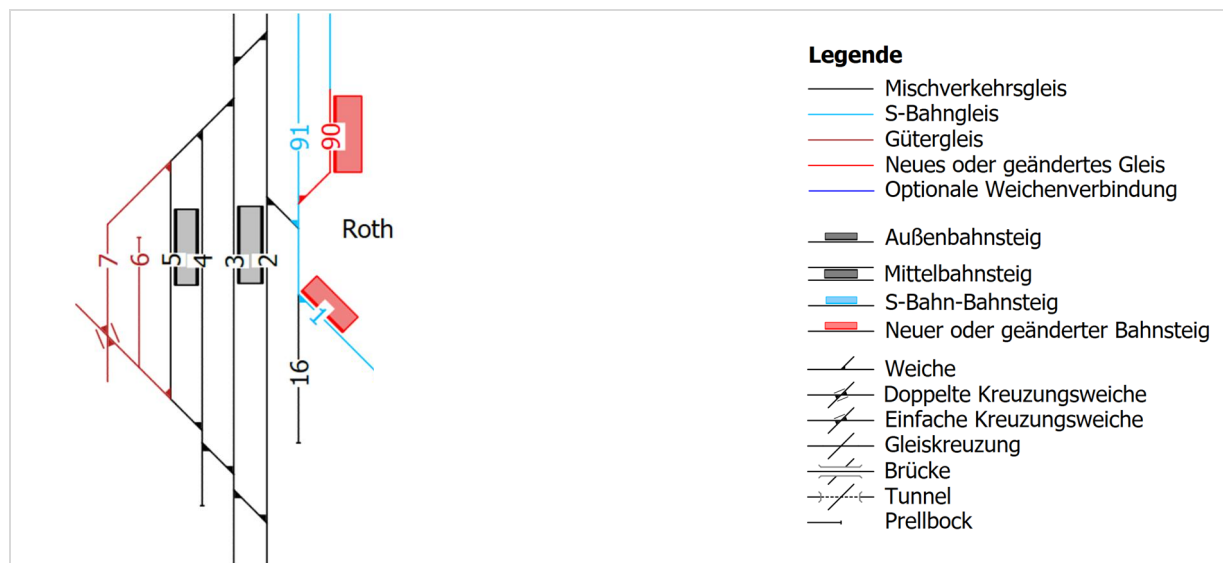 91
90
Roth
7
6
5
4
3
2
1
16
Legende
Mischverkehrsgleis
S-Bahngleis
Gütergleis
Neues oder geändertes Gleis
Optionale Weichenverbindung
Außenbahnsteig
Mittelbahnsteig
S-Bahn-Bahnsteig
Neuer oder geänderter Bahnsteig
Weiche
Doppelte Kreuzungsweiche
Einfache Kreuzungsweiche
Gleiskreuzung
Brücke
Tunnel
Prellbock